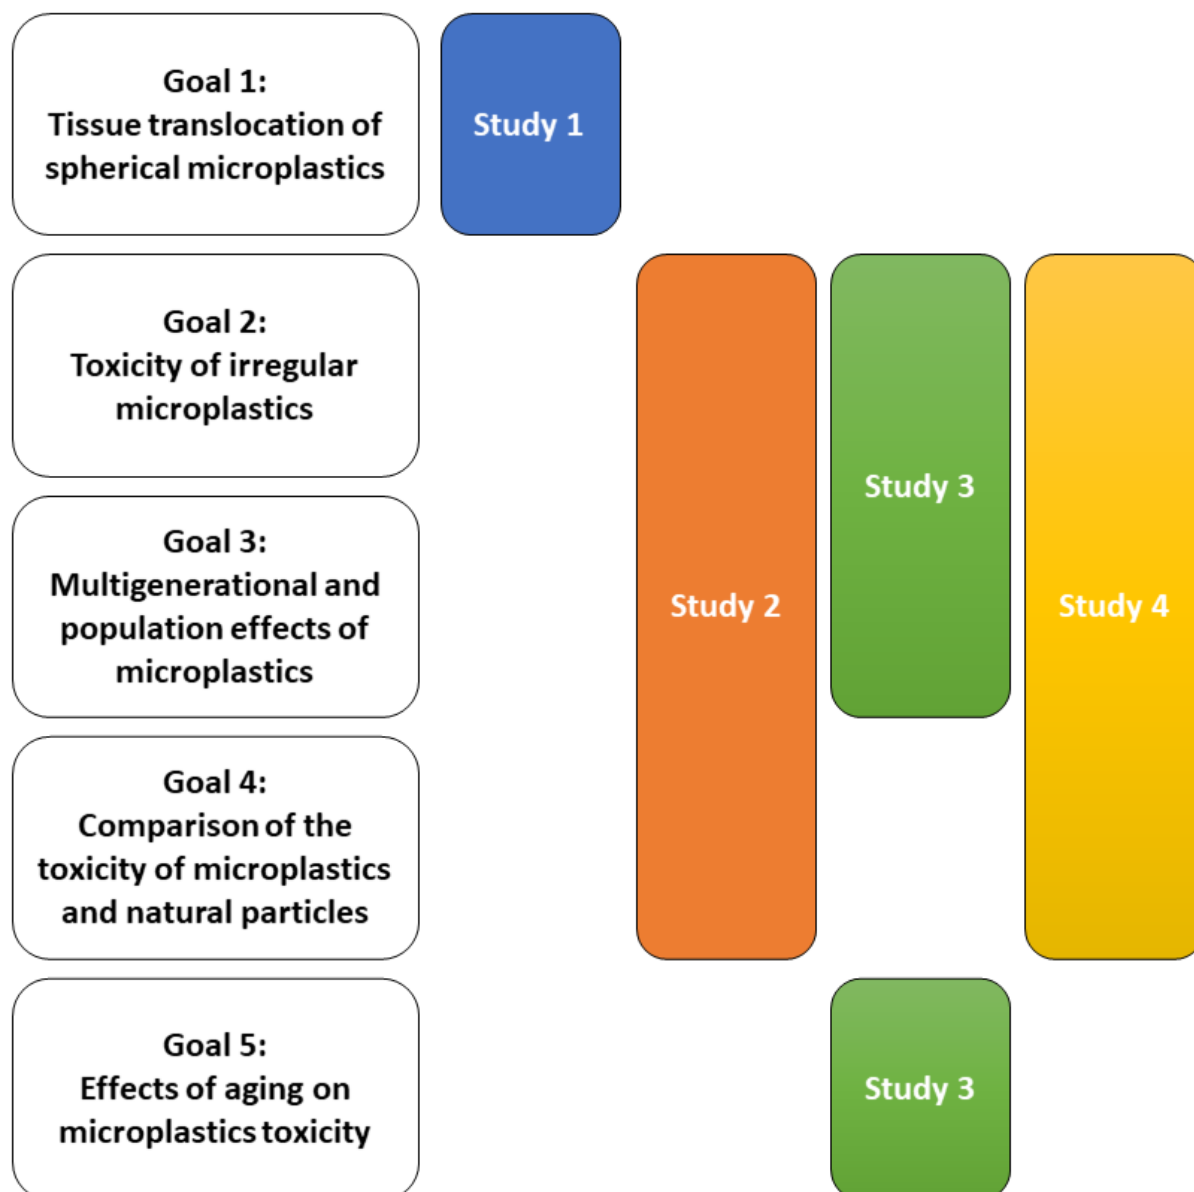 Goal 1:
Tissue translocation of
spherical microplastics
Study 1
Goal 2:
Toxicity of irregular
microplastics
Study 3
Goal 3:
Multigenerational and
population effects of
microplastics
Study 2
Study 4
Goal 4:
Comparison of the
toxicity of microplastics
and natural particles
Goal 5:
Effects of aging on
microplastics toxicity
Study 3